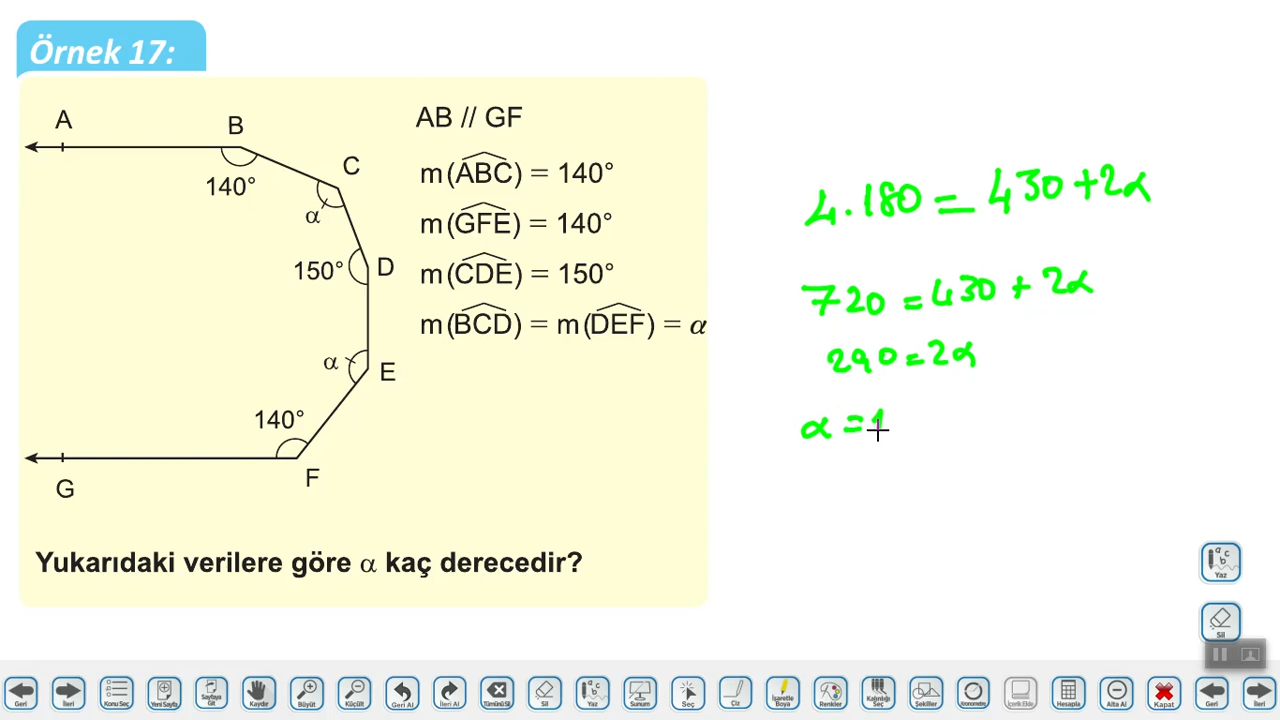 Örnek 17:
A
B
C
140°
α
150°
D
α
E
140°
F
G
AB // GF
m(ABC) = 140°
m(GFE) = 140°
m(CDE) = 150°
m(BCD) = m(DEF) = α
Yukarıdaki verilere göre α kaç derecedir?
4.180 = 430 + 2α
720 = 430 + 2α
290 = 2α
α = 1
a b c
Yaz
Sil
Geri
İleri
Konu Seç
Yeni Sayfa
Sayfaya Git
Kaydır
Büyüt
Küçült
Geri Al
İleri Al
Tümünü Sil
Sil
Yaz
Sunum
Seç
Çiz
İşaretle Boya
Renkler
Kalınlığı Seç
Şekiller
Kronometre
İçerik Ekle
Hesapla
Alta Al
Kapat
Geri
İleri